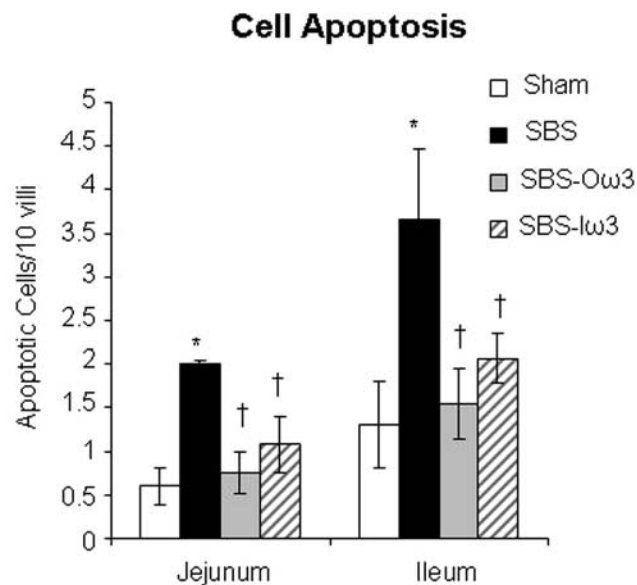 Cell Apoptosis
Apoptotic Cells/10 villi
5
4.5
4
3.5
3
2.5
2
1.5
1
0.5
0
*
†
†
*
†
†
Jejunum
Ileum
Sham
SBS
SBS-Oω3
SBS-Iω3